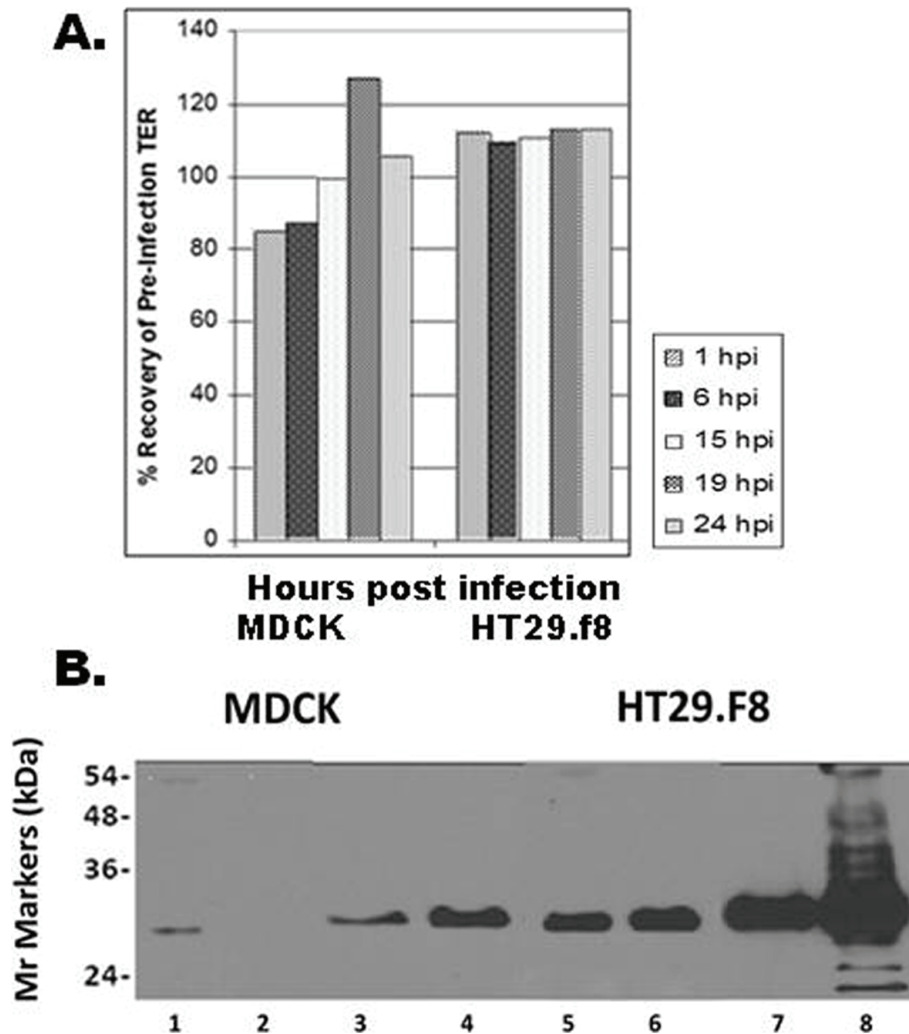 A.
% Recovery of Pre-Infection TER
140
120
100
80
60
40
20
0
1 hpi
6 hpi
15 hpi
19 hpi
24 hpi
Hours post infection
MDCK HT29.f8
B.
MDCK HT29.F8
Mr Markers (kDa)
54-
48-
36-
24-
1 2 3 4 5 6 7 8